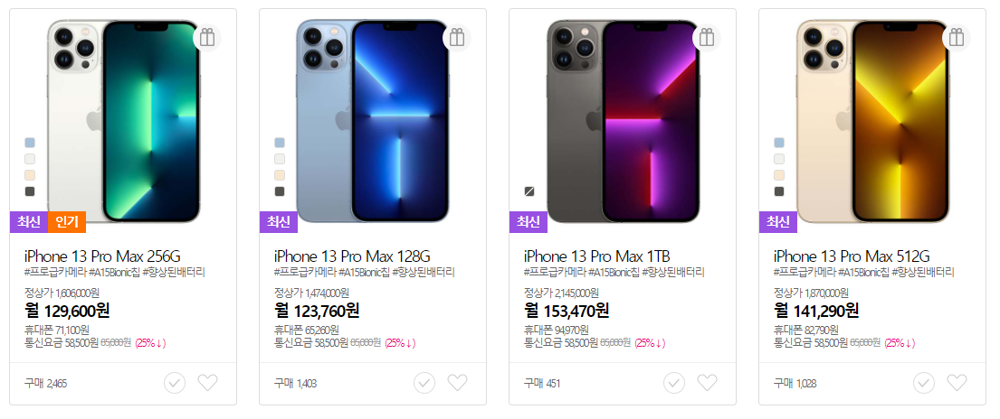 최신 인기
iPhone 13 Pro Max 256G
#프로급카메라 #A15Bionic칩 #향상된배터리
정상가 1,606,000원
월 129,600원
휴대폰 71,100원
통신요금 58,500원 85,000원 (25%↓)
구매 2,465
최신
iPhone 13 Pro Max 128G
#프로급카메라 #A15Bionic칩 #향상된배터리
정상가 1,474,000원
월 123,760원
휴대폰 65,260원
통신요금 58,500원 85,000원 (25%↓)
구매 1,403
최신
iPhone 13 Pro Max 1TB
#프로급카메라 #A15Bionic칩 #향상된배터리
정상가 2,145,000원
월 153,470원
휴대폰 94,970원
통신요금 58,500원 85,000원 (25%↓)
구매 451
최신
iPhone 13 Pro Max 512G
#프로급카메라 #A15Bionic칩 #향상된배터리
정상가 1,870,000원
월 141,290원
휴대폰 82,790원
통신요금 58,500원 85,000원 (25%↓)
구매 1,028